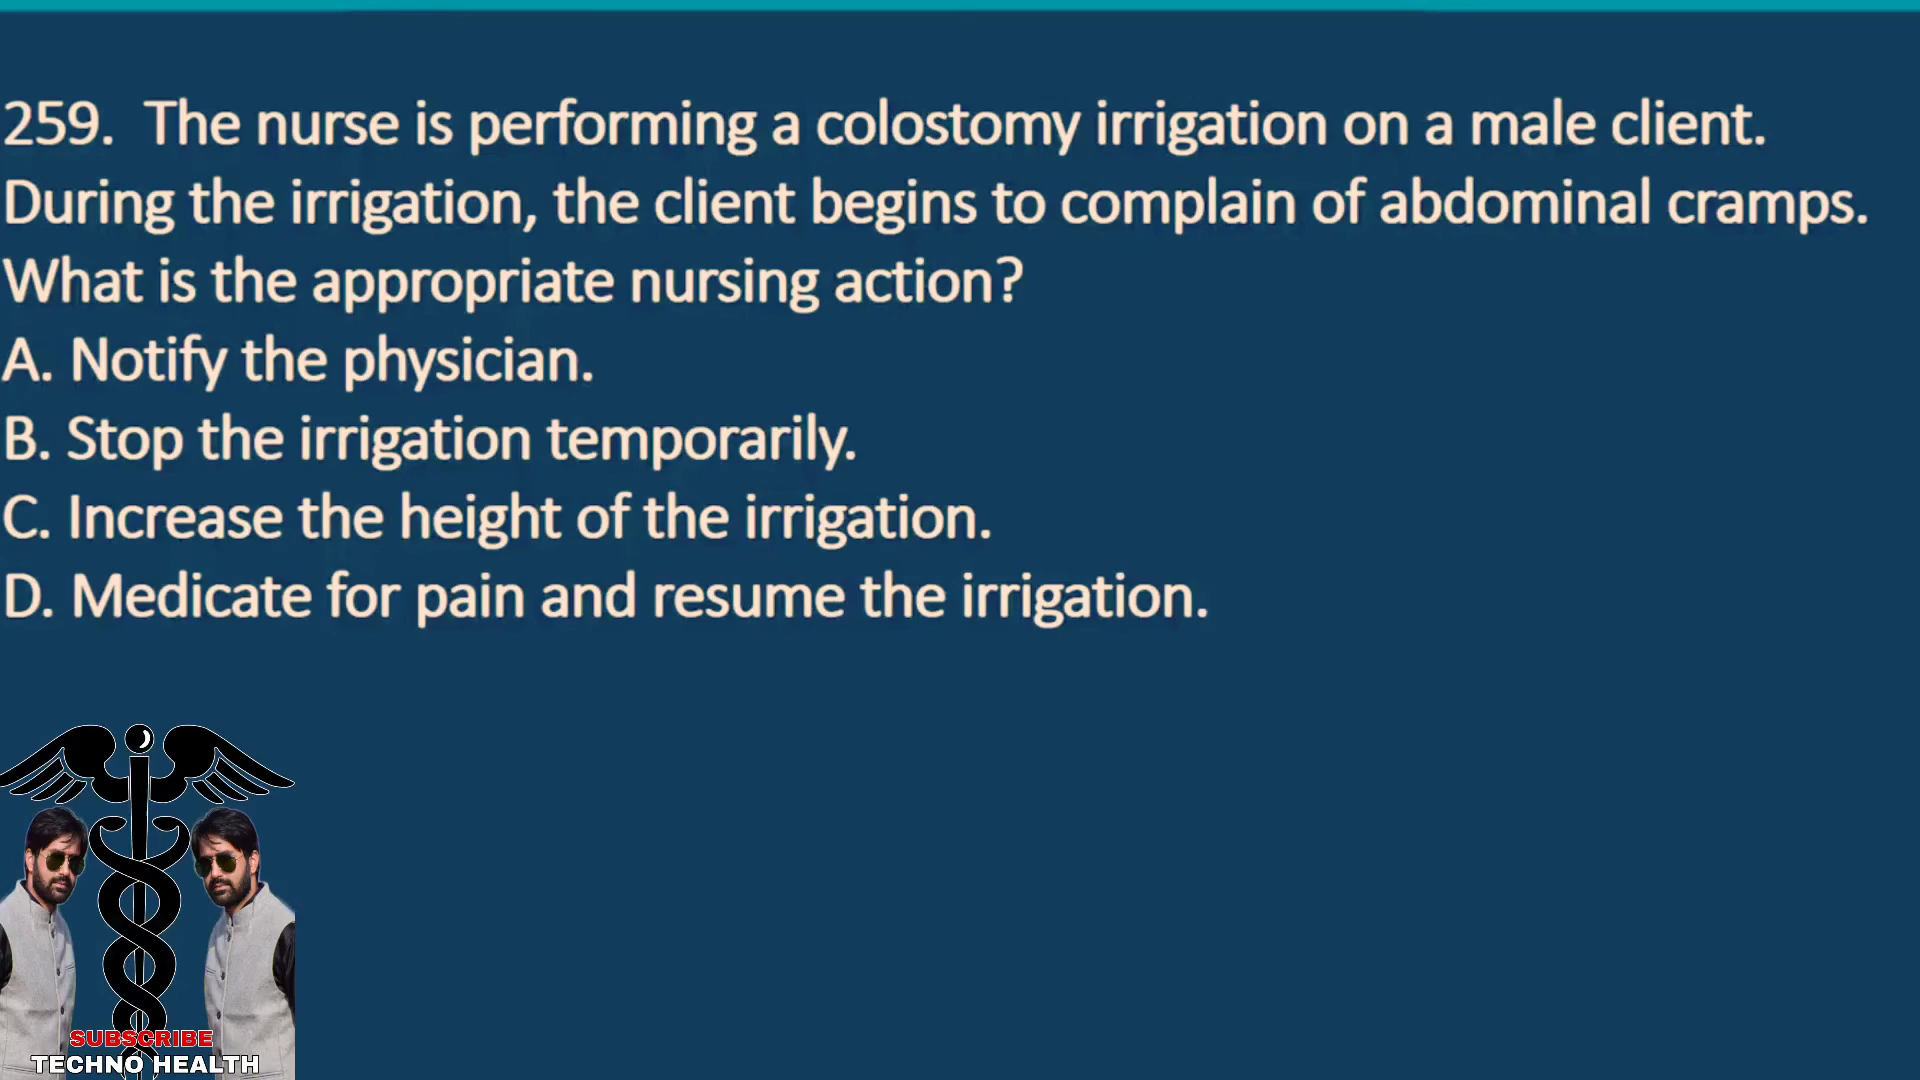 259.  The nurse is performing a colostomy irrigation on a male client.
During the irrigation, the client begins to complain of abdominal cramps.
What is the appropriate nursing action?
A. Notify the physician.
B. Stop the irrigation temporarily.
C. Increase the height of the irrigation.
D. Medicate for pain and resume the irrigation.
SUBSCRIBE
TECHNO HEALTH